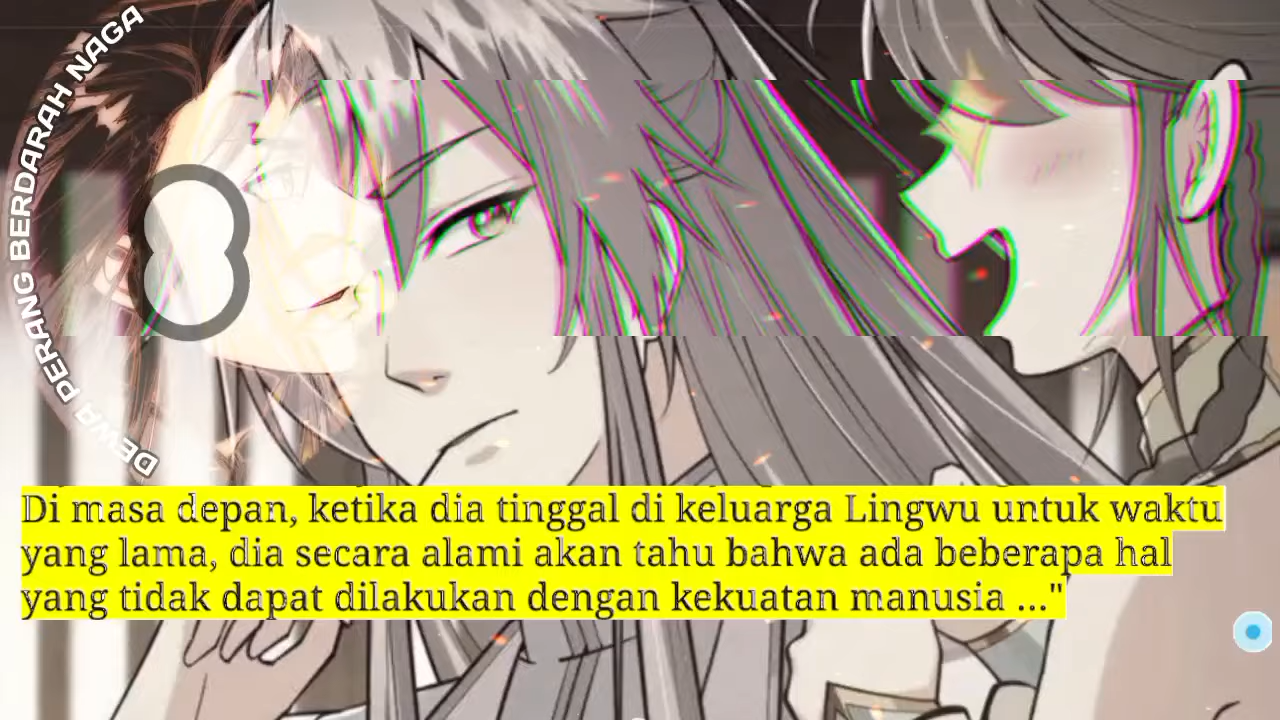 DEWA PERANG BERDARAH NAGA
Di masa depan, ketika dia tinggal di keluarga Lingwu untuk waktu
yang lama, dia secara alami akan tahu bahwa ada beberapa hal
yang tidak dapat dilakukan dengan kekuatan manusia ..."